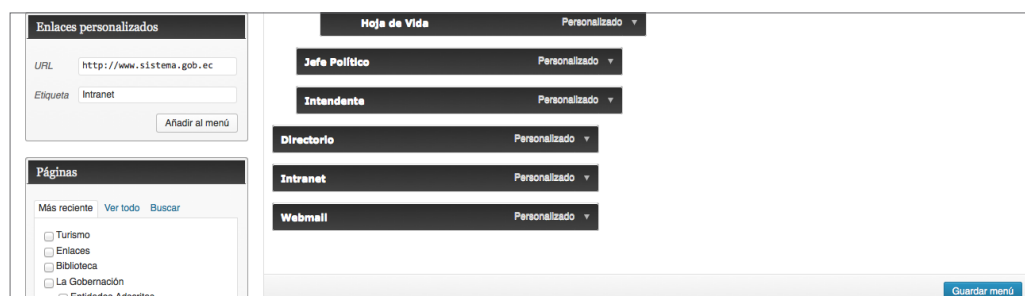 Enlaces personalizados
URL http://www.sistema.gob.ec
Etiqueta Intranet
Añadir al menú
Páginas
Más reciente Ver todo Buscar
Turismo
Enlaces
Biblioteca
La Gobernación
Entidades Adscritas
Hoja de Vida Personalizado
Jefe Político Personalizado
Intendente Personalizado
Directorio Personalizado
Intranet Personalizado
Webmail Personalizado
Guardar menú